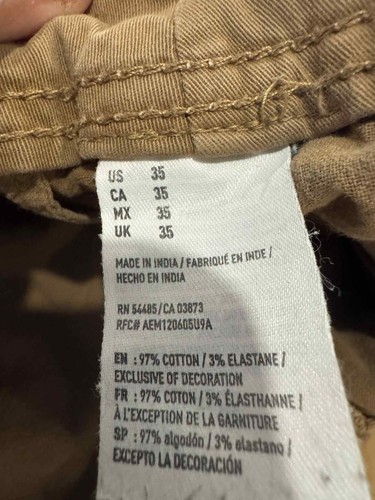 US 35
CA 35
MX 35
UK 35
MADE IN INDIA / FABRIQUÉ EN INDE /
HECHO EN INDIA
RN 54485/CA 03873
RFC# AEM120605U9A
EN : 97% COTTON / 3% ELASTANE /
EXCLUSIVE OF DECORATION
FR : 97% COTON / 3% ÉLASTHANNE /
À L'EXCEPTION DE LA GARNITURE
SP : 97% algodón / 3% elastano /
EXCEPTO LA DECORACIÓN